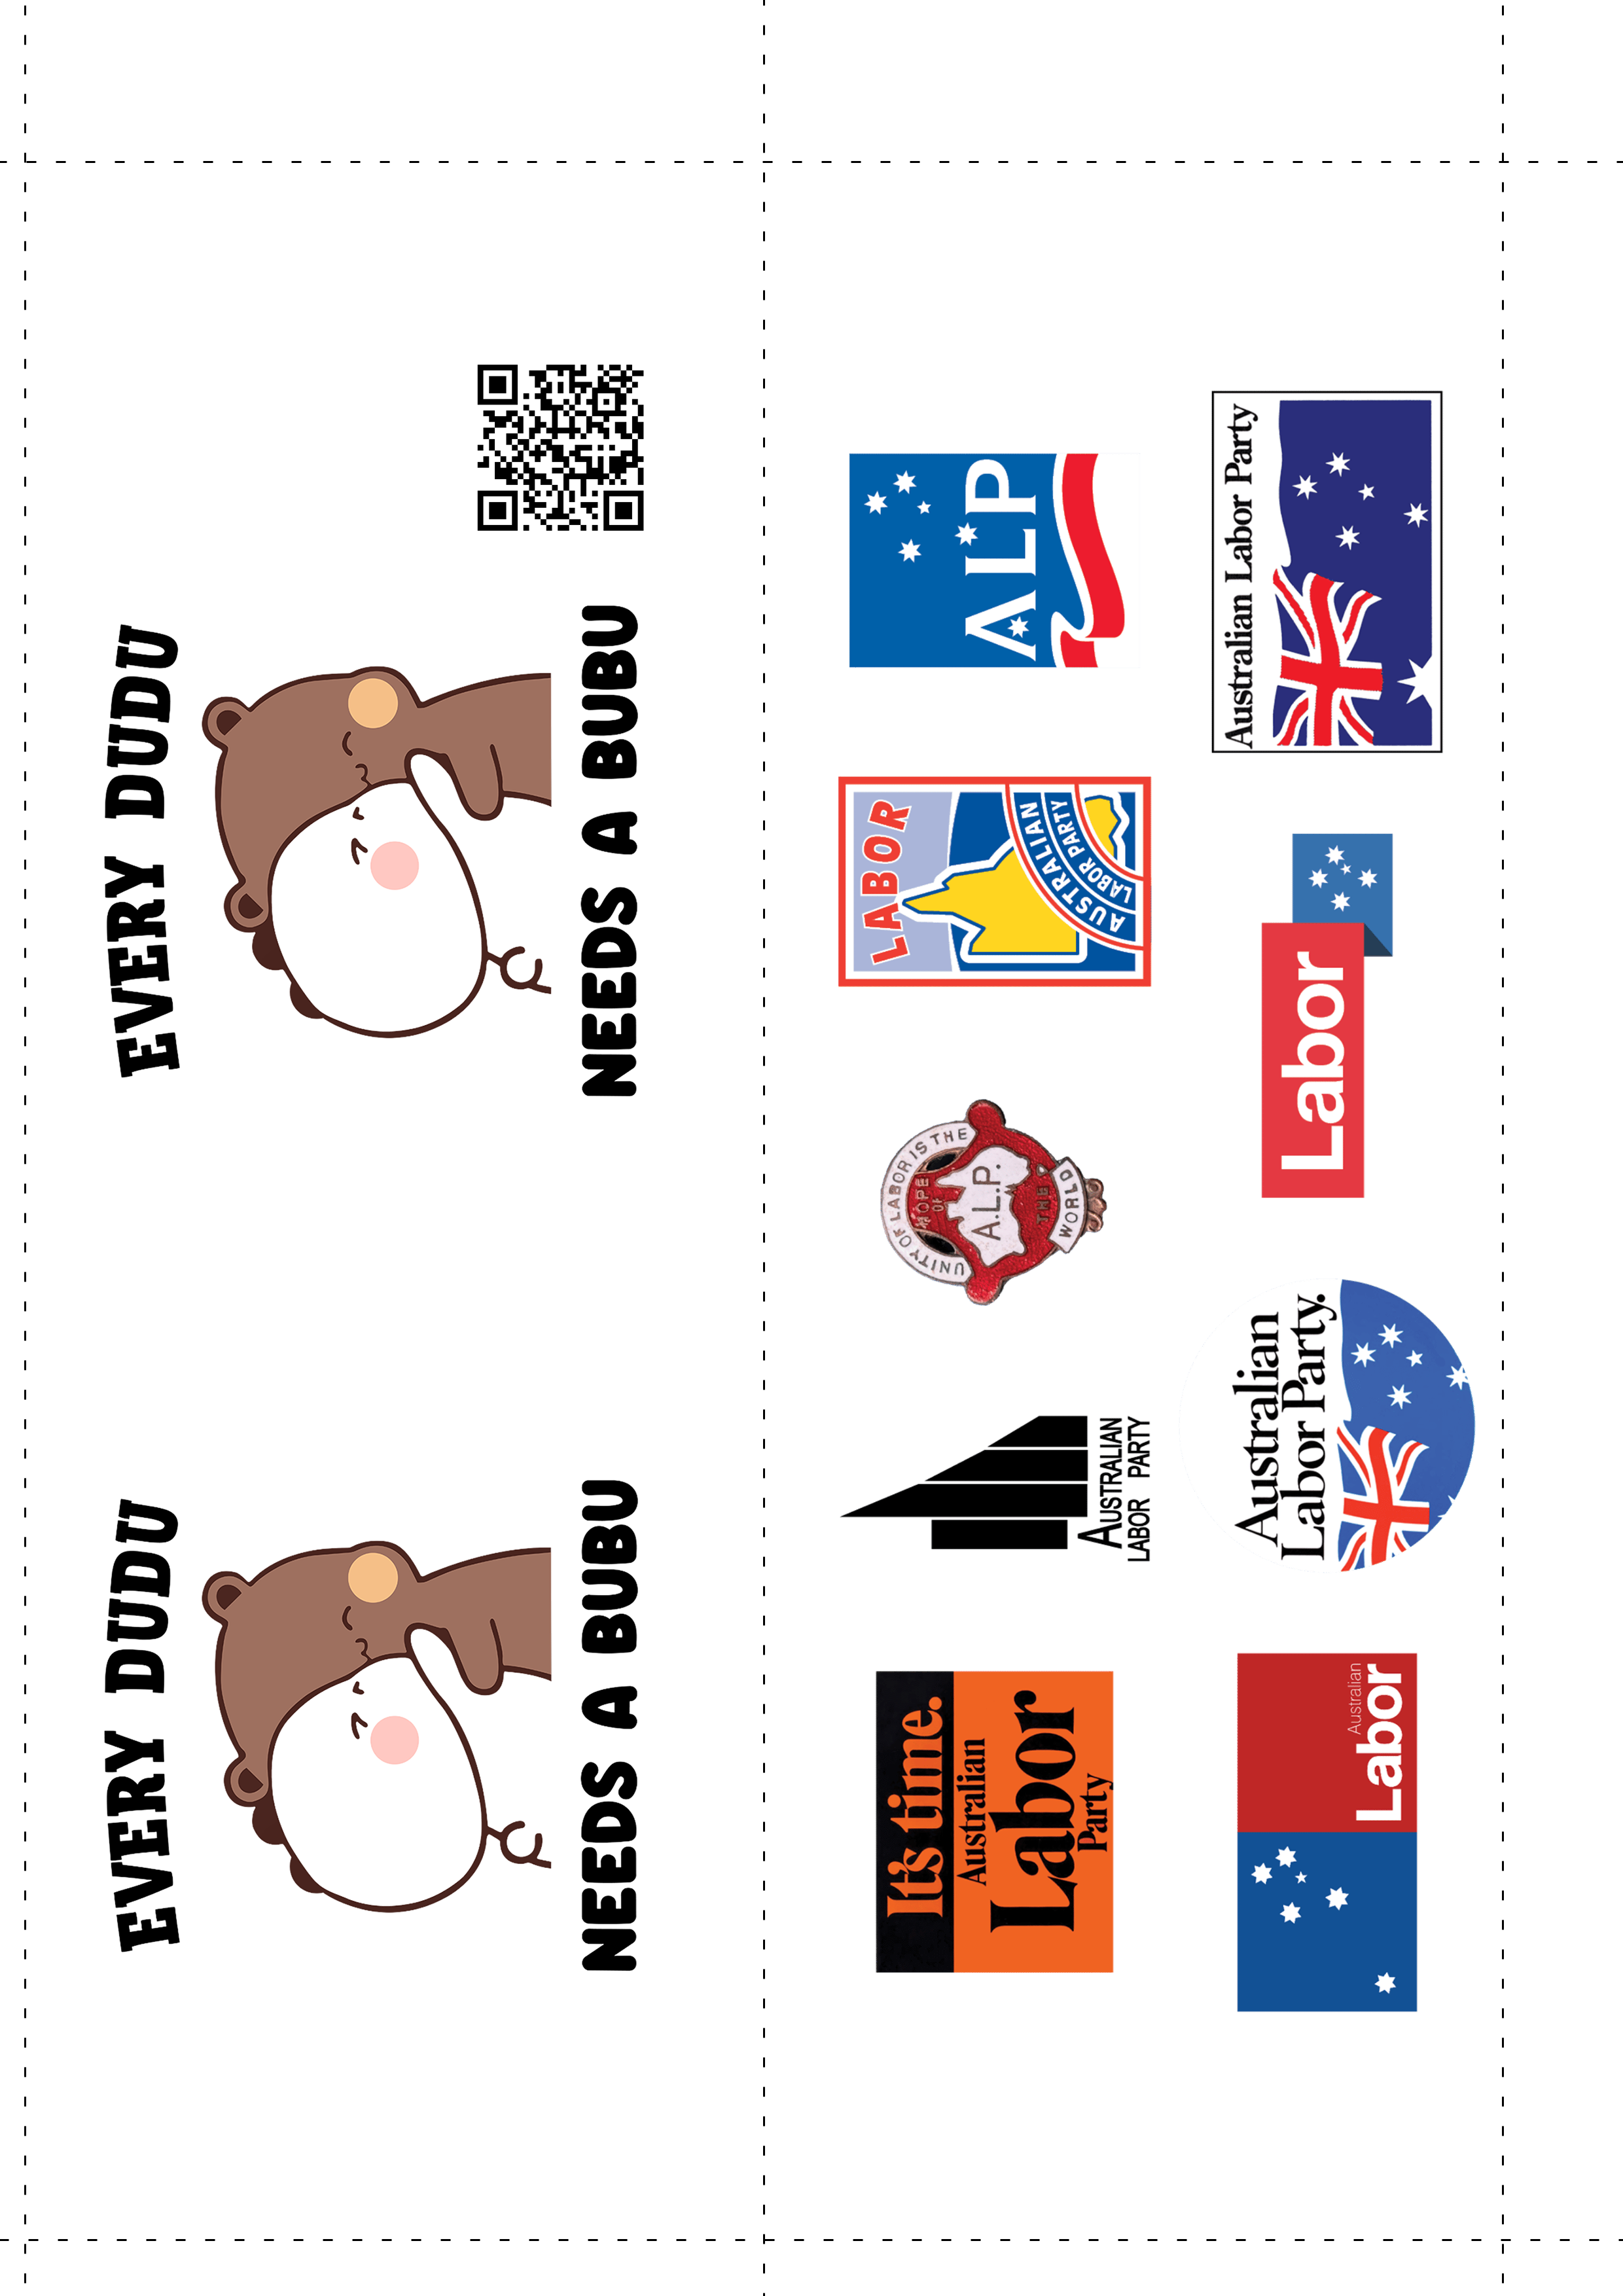 EVERY DUDU
NEEDS A BUBU
EVERY DUDU
NEEDS A BUBU
It's time.
Australian
Labor
Party
AUSTRALIAN
LABOR PARTY
UNITY OF LABOR IS THE
HOPE
OF
A.L.P.
THE
WORLD
LABOR
AUSTRALIAN
LABOR PARTY
ALP
Australian
Labor
Australian
Labor Party.
Labor
Australian Labor Party